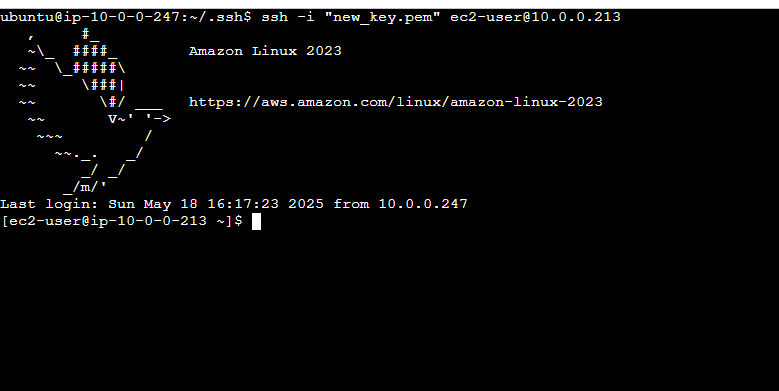 ubuntu@ip-10-0-0-247:~/.ssh$ ssh -i "new_key.pem" ec2-user@10.0.0.213
   ,     #_
   ~\_  ####_        Amazon Linux 2023
  ~~  \_#####\
  ~~     \###|
  ~~       \#/ ___   https://aws.amazon.com/linux/amazon-linux-2023
   ~~       V~' '->
    ~~~         /
      ~~._.   _/
         _/ _/
       _/m/'
Last login: Sun May 18 16:17:23 2025 from 10.0.0.247
[ec2-user@ip-10-0-0-213 ~]$